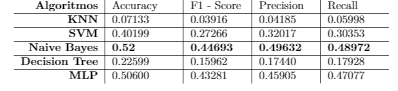 Algoritmos Accuracy F1 - Score Precision Recall
KNN 0.07133 0.03916 0.04185 0.05998
SVM 0.40199 0.27266 0.32017 0.30353
Naive Bayes 0.52 0.44693 0.49632 0.48972
Decision Tree 0.22599 0.15962 0.17440 0.17928
MLP 0.50600 0.43281 0.45905 0.47077